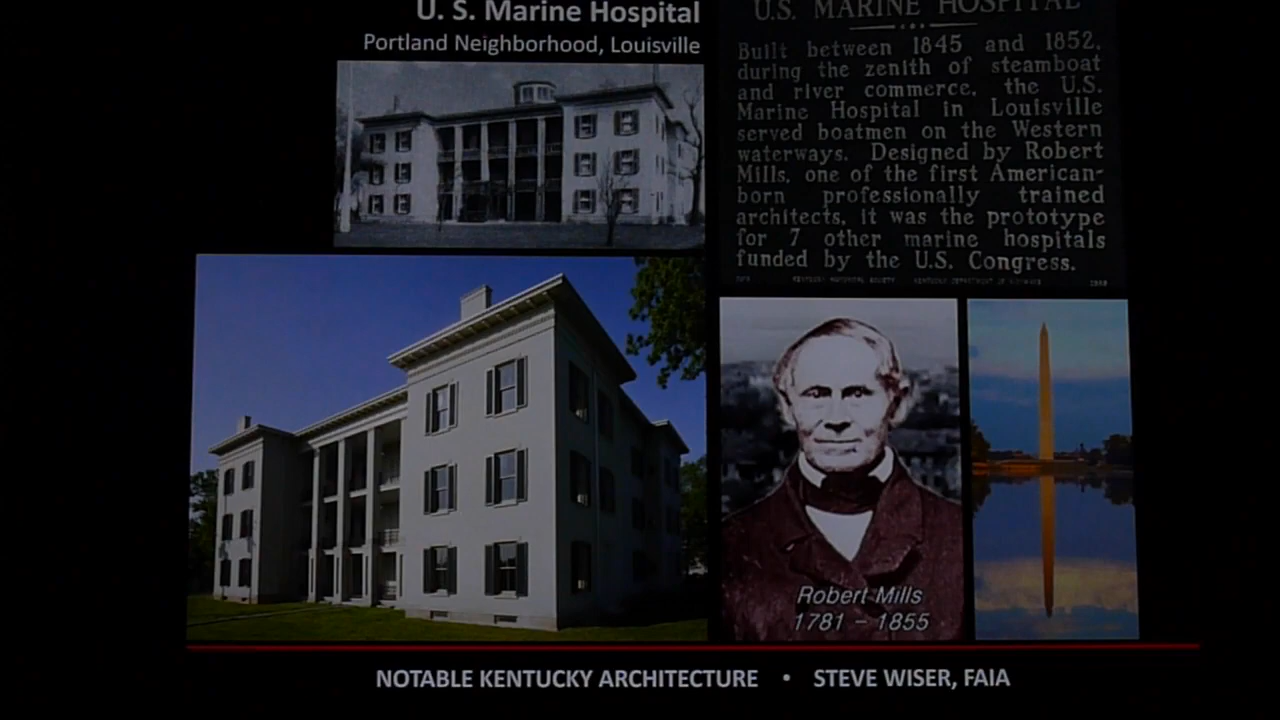 U. S. Marine Hospital
Portland Neighborhood, Louisville
U.S. MARINE HOSPITAL
Built between 1845 and 1852,
during the zenith of steamboat
and river commerce, the U.S.
Marine Hospital in Louisville
served boatmen on the Western
waterways. Designed by Robert
Mills, one of the first American-
born professionally trained
architects, it was the prototype
for 7 other marine hospitals
funded by the U.S. Congress.
Robert Mills
1781 – 1855
NOTABLE KENTUCKY ARCHITECTURE • STEVE WISER, FAIA